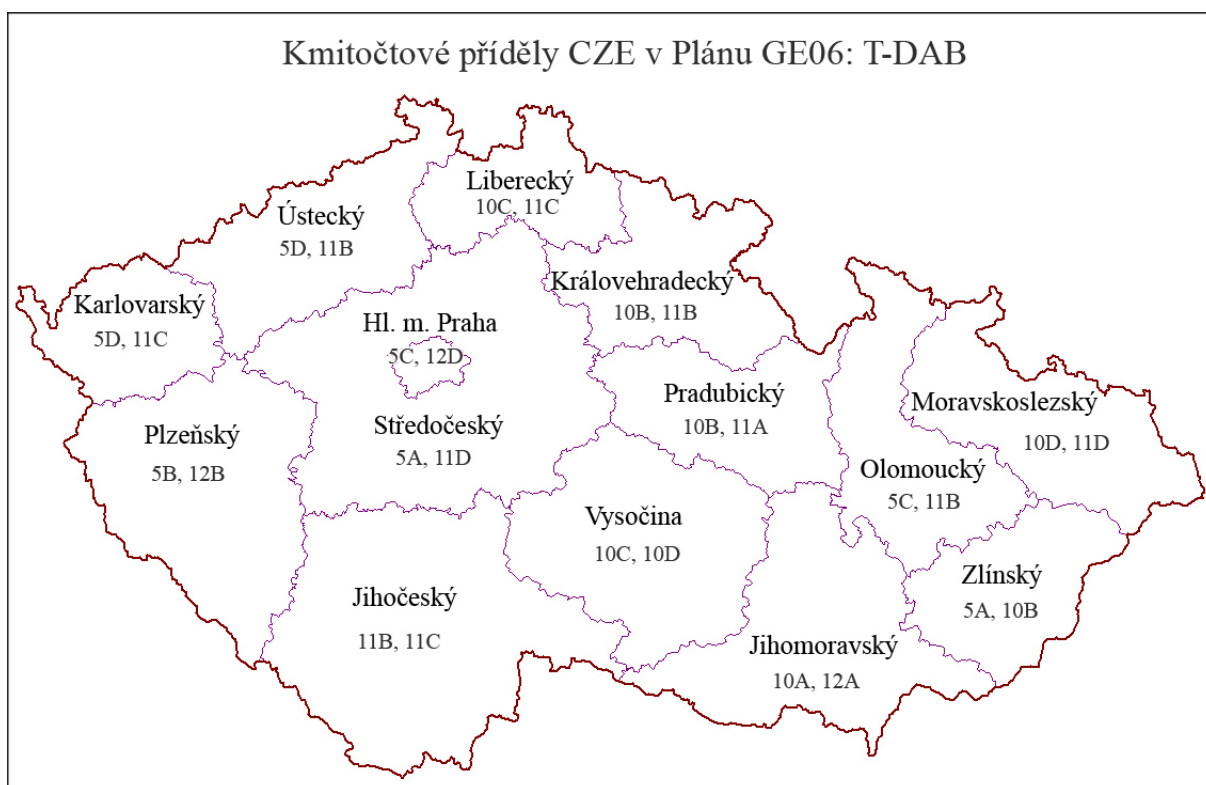 Kmitočtové příděly CZE v Plánu GE06: T-DAB
Liberecký
10C, 11C
Ústecký
5D, 11B
Královehradecký
10B, 11B
Karlovarský
5D, 11C
Hl. m. Praha
5C, 12D
Pradubický
10B, 11A
Moravskoslezský
10D, 11D
Plzeňský
5B, 12B
Středočeský
5A, 11D
Olomoucký
5C, 11B
Vysočina
10C, 10D
Zlínský
5A, 10B
Jihočeský
11B, 11C
Jihomoravský
10A, 12A